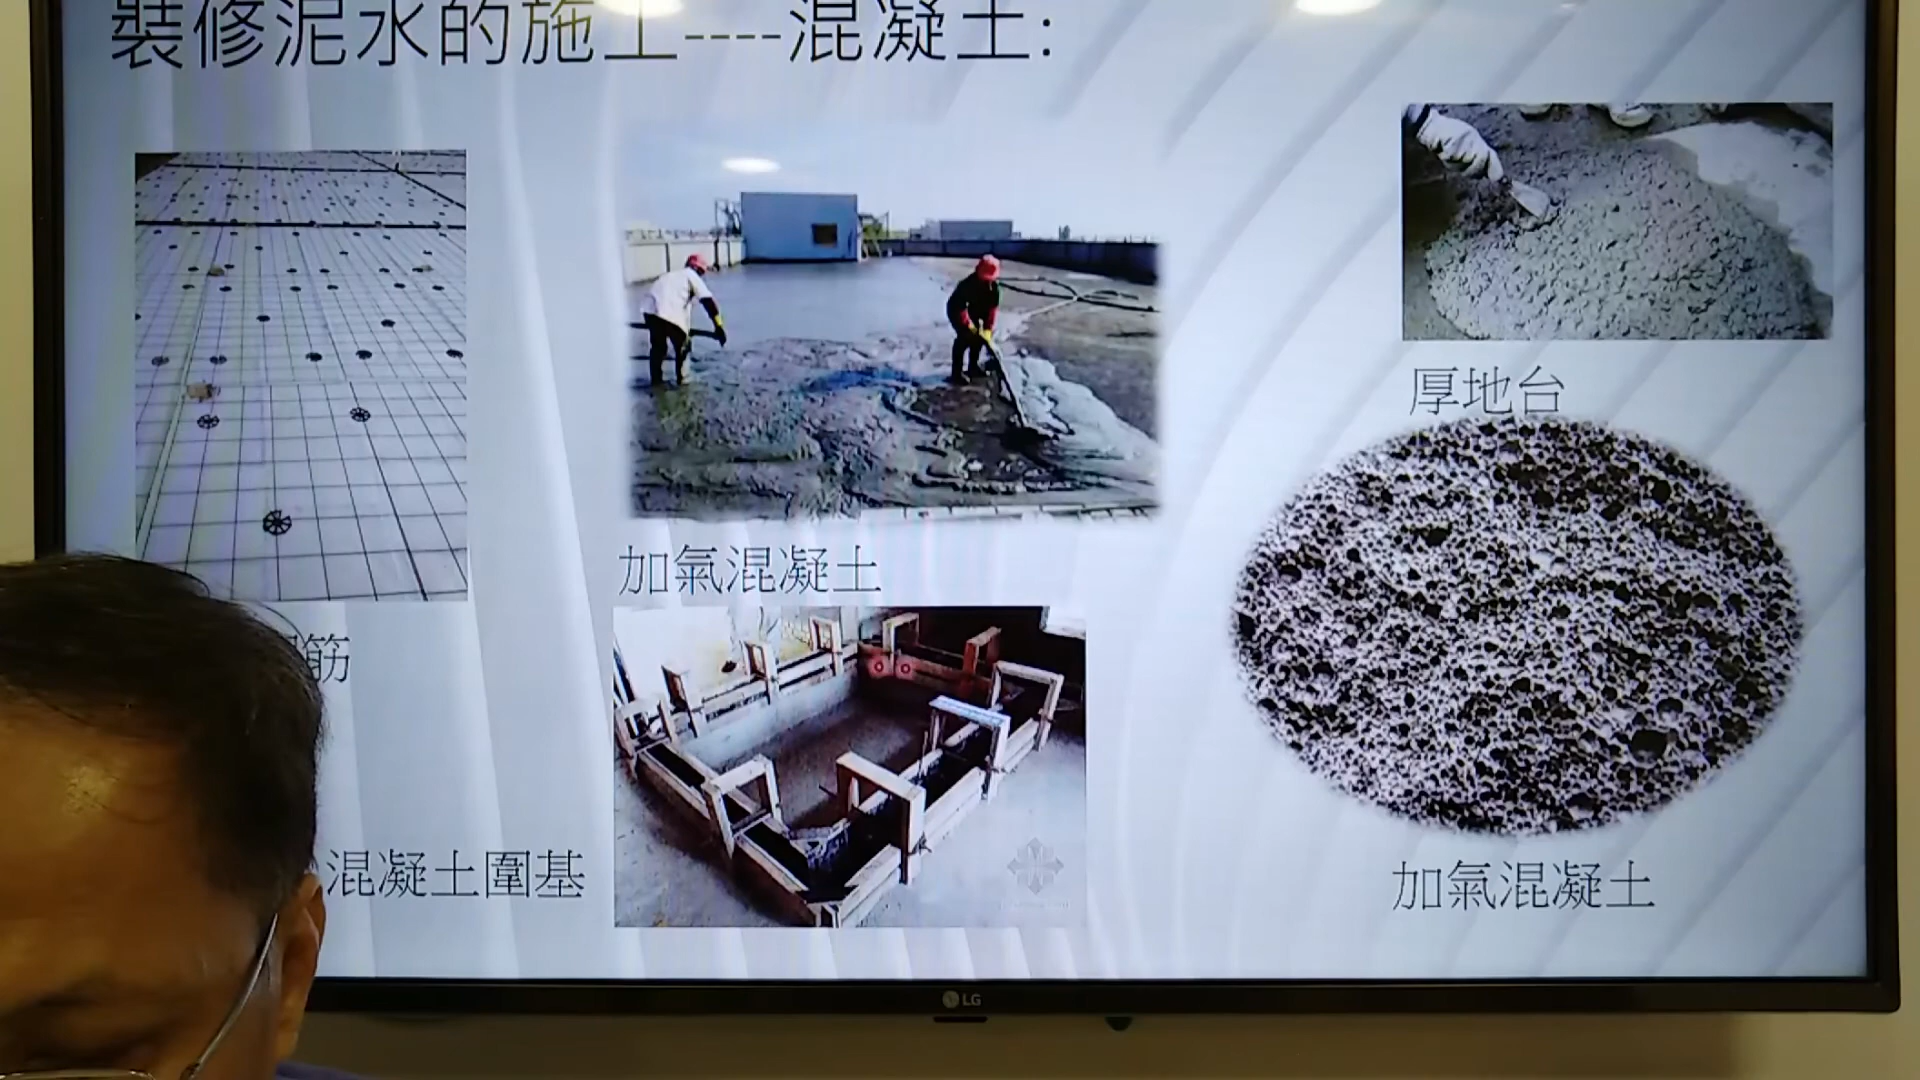 裝修泥水的施工----混凝土:
厚地台
加氣混凝土
筋
混凝土圍基
加氣混凝土
LG